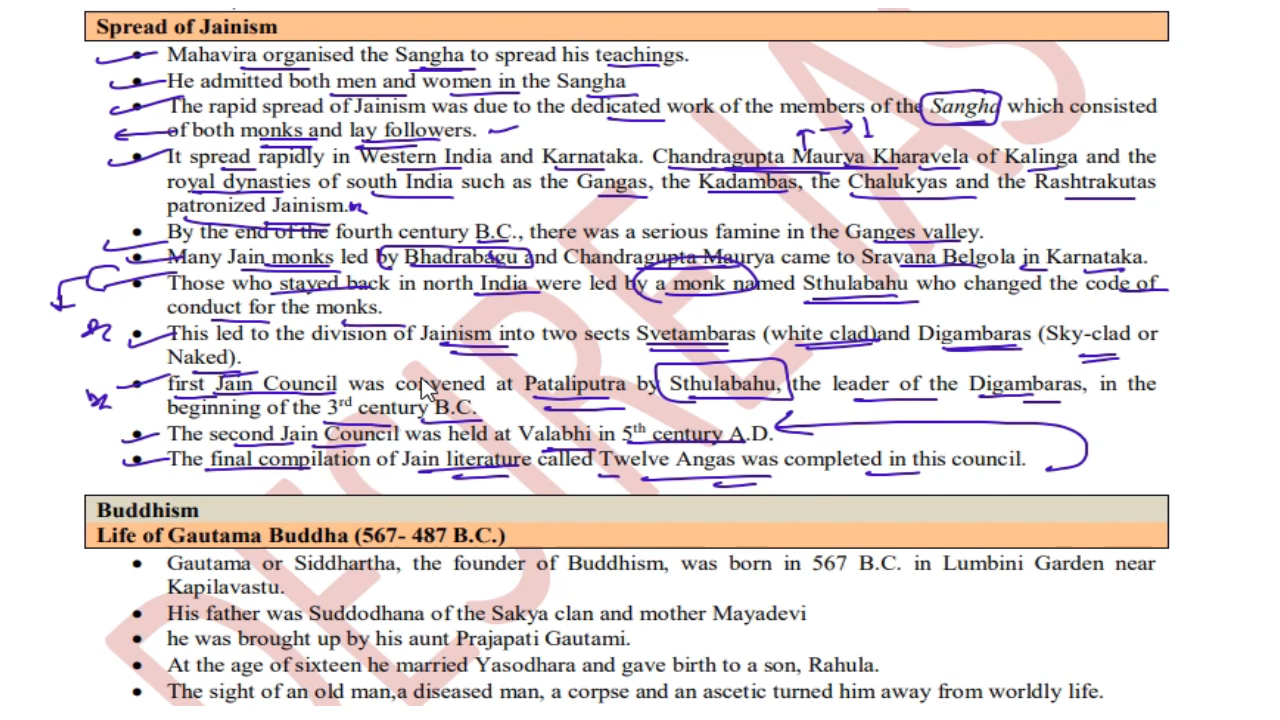 Spread of Jainism
• Mahavira organised the Sangha to spread his teachings.
• He admitted both men and women in the Sangha
• The rapid spread of Jainism was due to the dedicated work of the members of the Sangha which consisted
of both monks and lay followers.
• It spread rapidly in Western India and Karnataka. Chandragupta Maurya Kharavela of Kalinga and the
royal dynasties of south India such as the Gangas, the Kadambas, the Chalukyas and the Rashtrakutas
patronized Jainism.
• By the end of the fourth century B.C., there was a serious famine in the Ganges valley.
• Many Jain monks led by Bhadrabagu and Chandragupta Maurya came to Sravana Belgola in Karnataka.
• Those who stayed back in north India were led by a monk named Sthulabahu who changed the code of
conduct for the monks.
• This led to the division of Jainism into two sects Svetambaras (white clad)and Digambaras (Sky-clad or
Naked).
• first Jain Council was convened at Pataliputra by Sthulabahu, the leader of the Digambaras, in the
beginning of the 3rd century B.C.
• The second Jain Council was held at Valabhi in 5th century A.D.
• The final compilation of Jain literature called Twelve Angas was completed in this council.
Buddhism
Life of Gautama Buddha (567- 487 B.C.)
• Gautama or Siddhartha, the founder of Buddhism, was born in 567 B.C. in Lumbini Garden near
Kapilavastu.
• His father was Suddodhana of the Sakya clan and mother Mayadevi
• he was brought up by his aunt Prajapati Gautami.
• At the age of sixteen he married Yasodhara and gave birth to a son, Rahula.
• The sight of an old man,a diseased man, a corpse and an ascetic turned him away from worldly life.
DESIRE IAS